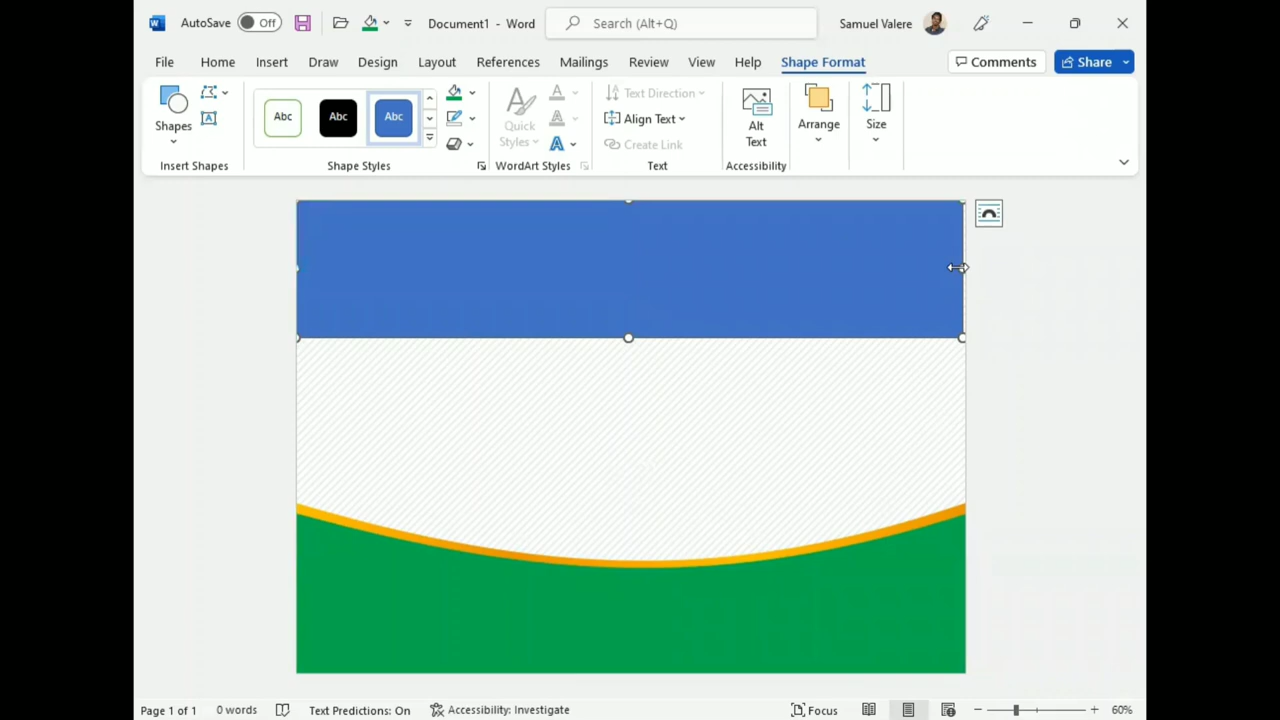 AutoSave Off Document1 - Word Search (Alt+Q) Samuel Valere
File Home Insert Draw Design Layout References Mailings Review View Help Shape Format Comments Share
Shapes
Abc Abc Abc
Quick
Styles
Text Direction
Align Text
Create Link
Alt
Text
Arrange
Size
Insert Shapes Shape Styles WordArt Styles Text Accessibility
Page 1 of 1 0 words Text Predictions: On Accessibility: Investigate Focus 60%